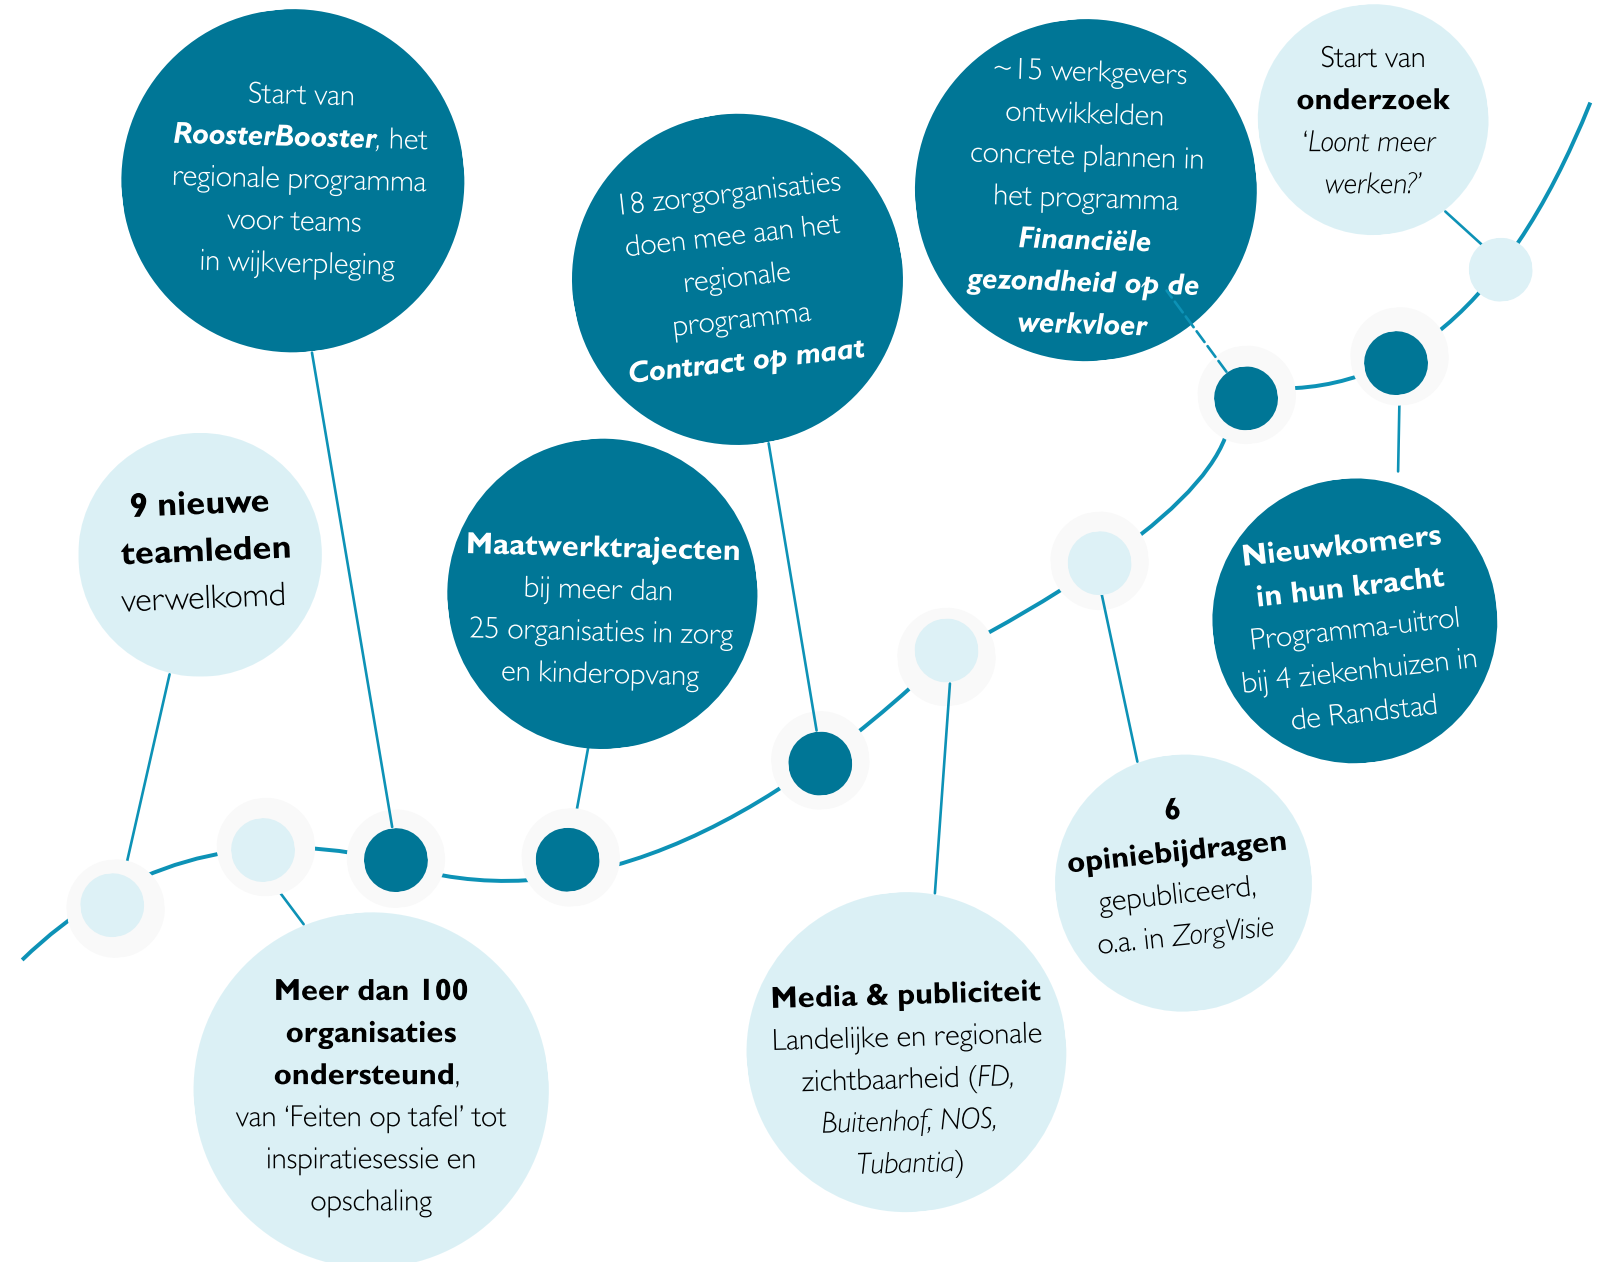 Start van
RoosterBooster, het
regionale programma
voor teams
in wijkverpleging
18 zorgorganisaties
doen mee aan het
regionale
programma
Contract op maat
~15 werkgevers
ontwikkelden
concrete plannen in
het programma
Financiële
gezondheid op de
werkvloer
Start van
onderzoek
‘Loont meer
werken?’
9 nieuwe
teamleden
verwelkomd
Maatwerktrajecten
bij meer dan
25 organisaties in zorg
en kinderopvang
Nieuwkomers
in hun kracht
Programma-uitrol
bij 4 ziekenhuizen in
de Randstad
6
opiniebijdragen
gepubliceerd,
o.a. in ZorgVisie
Meer dan 100
organisaties
ondersteund,
van ‘Feiten op tafel’ tot
inspiratiesessie en
opschaling
Media & publiciteit
Landelijke en regionale
zichtbaarheid (FD,
Buitenhof, NOS,
Tubantia)